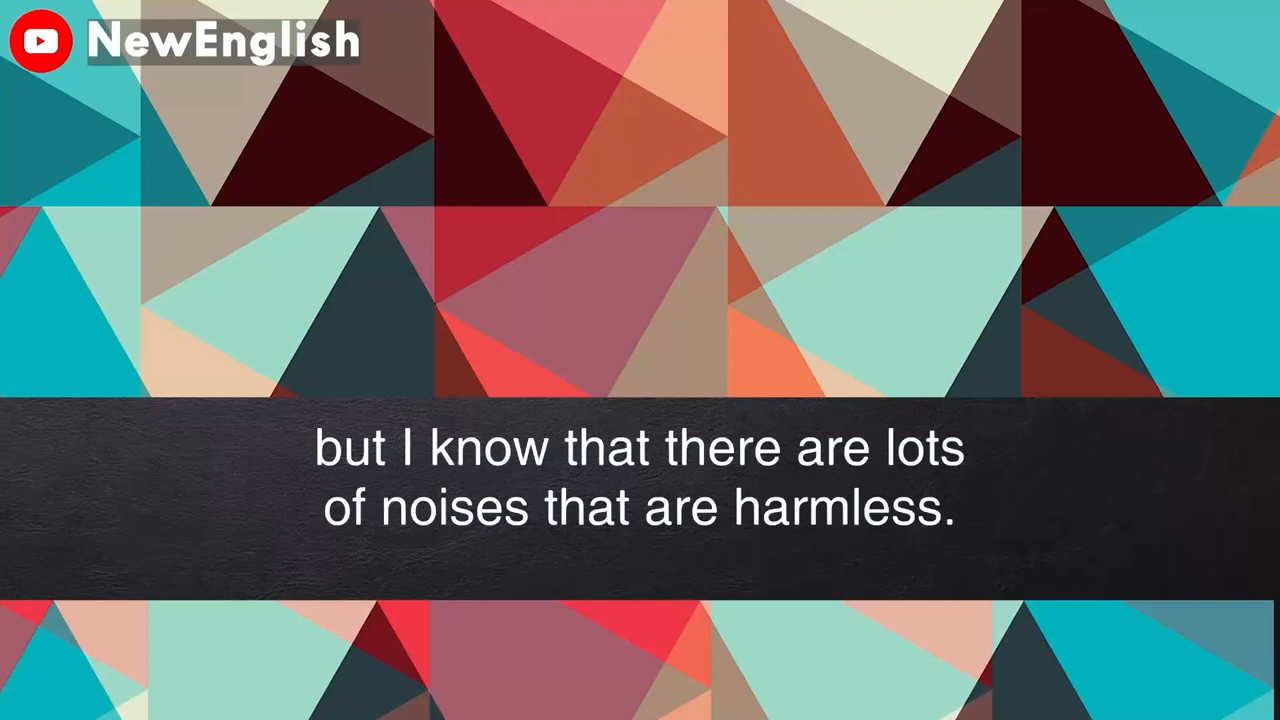 NewEnglish
but I know that there are lots
of noises that are harmless.